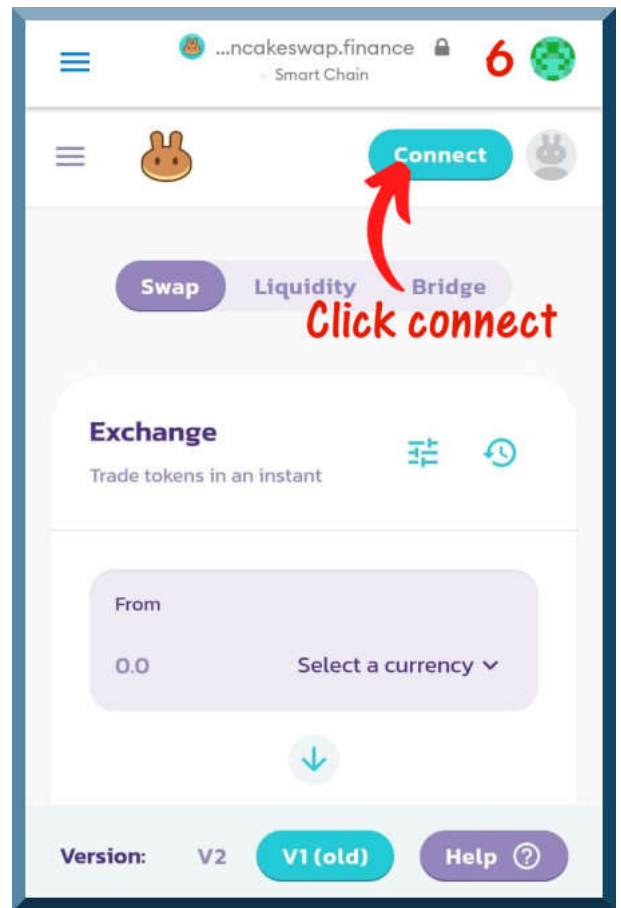 ...ncakeswap.finance
6
Smart Chain
Connect
Swap Liquidity Bridge
Click connect
Exchange
Trade tokens in an instant
From
0.0 Select a currency
Version: V2 V1 (old) Help ?